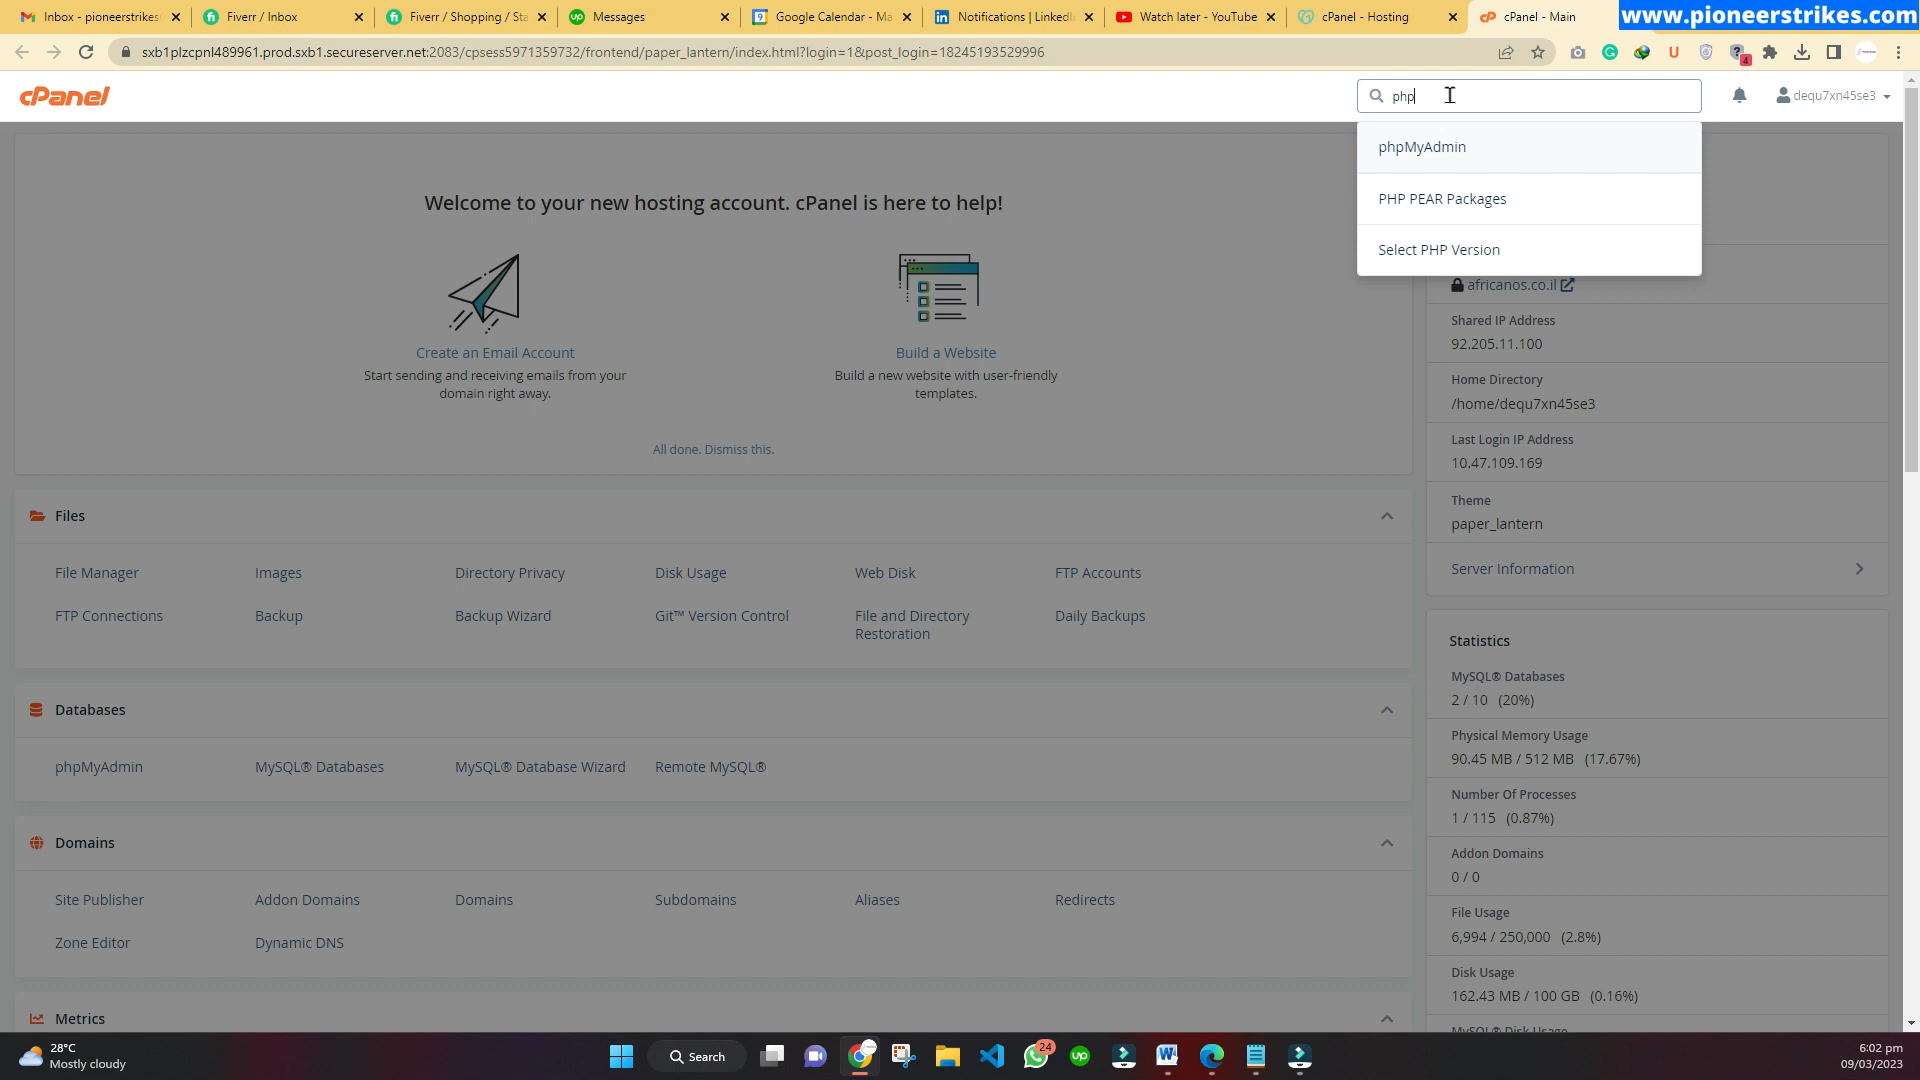 Inbox - pioneerstrikes
Fiverr / Inbox
Fiverr / Shopping / Sta
Messages
Google Calendar - Ma
Notifications | LinkedIn
Watch later - YouTube
cPanel - Hosting
cPanel - Main
www.pioneerstrikes.com
sxb1plzcpnl489961.prod.sxb1.secureserver.net:2083/cpsess5971359732/frontend/paper_lantern/index.html?login=1&post_login=18245193529996
4
cPanel
php
dequ7xn45se3
phpMyAdmin
PHP PEAR Packages
Select PHP Version
Welcome to your new hosting account. cPanel is here to help!
Create an Email Account
Start sending and receiving emails from your
domain right away.
Build a Website
Build a new website with user-friendly
templates.
All done. Dismiss this.
africanos.co.il
Shared IP Address
92.205.11.100
Home Directory
/home/dequ7xn45se3
Last Login IP Address
10.47.109.169
Theme
paper_lantern
Server Information
Files
File Manager
Images
Directory Privacy
Disk Usage
Web Disk
FTP Accounts
FTP Connections
Backup
Backup Wizard
Git™ Version Control
File and Directory
Restoration
Daily Backups
Databases
phpMyAdmin
MySQL® Databases
MySQL® Database Wizard
Remote MySQL®
Domains
Site Publisher
Addon Domains
Domains
Subdomains
Aliases
Redirects
Zone Editor
Dynamic DNS
Metrics
Statistics
MySQL® Databases
2 / 10 (20%)
Physical Memory Usage
90.45 MB / 512 MB (17.67%)
Number Of Processes
1 / 115 (0.87%)
Addon Domains
0 / 0
File Usage
6,994 / 250,000 (2.8%)
Disk Usage
162.43 MB / 100 GB (0.16%)
MySQL® Disk Usage
28°C
Mostly cloudy
Search
24
6:02 pm
09/03/2023